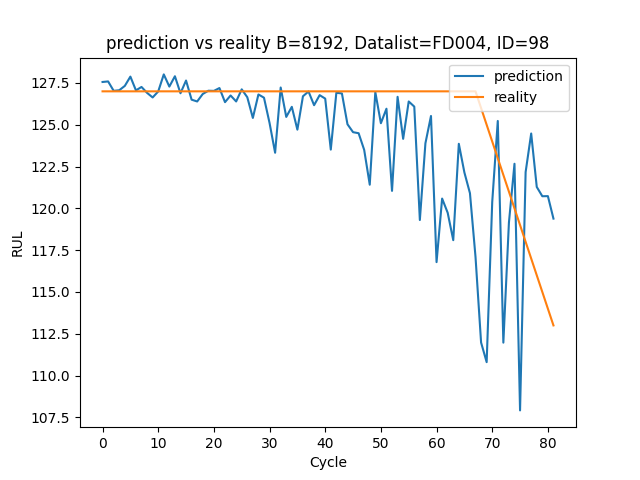 prediction vs reality B=8192, Datalist=FD004, ID=98
prediction
reality
127.5
125.0
122.5
120.0
117.5
115.0
112.5
110.0
107.5
RUL
0 10 20 30 40 50 60 70 80
Cycle